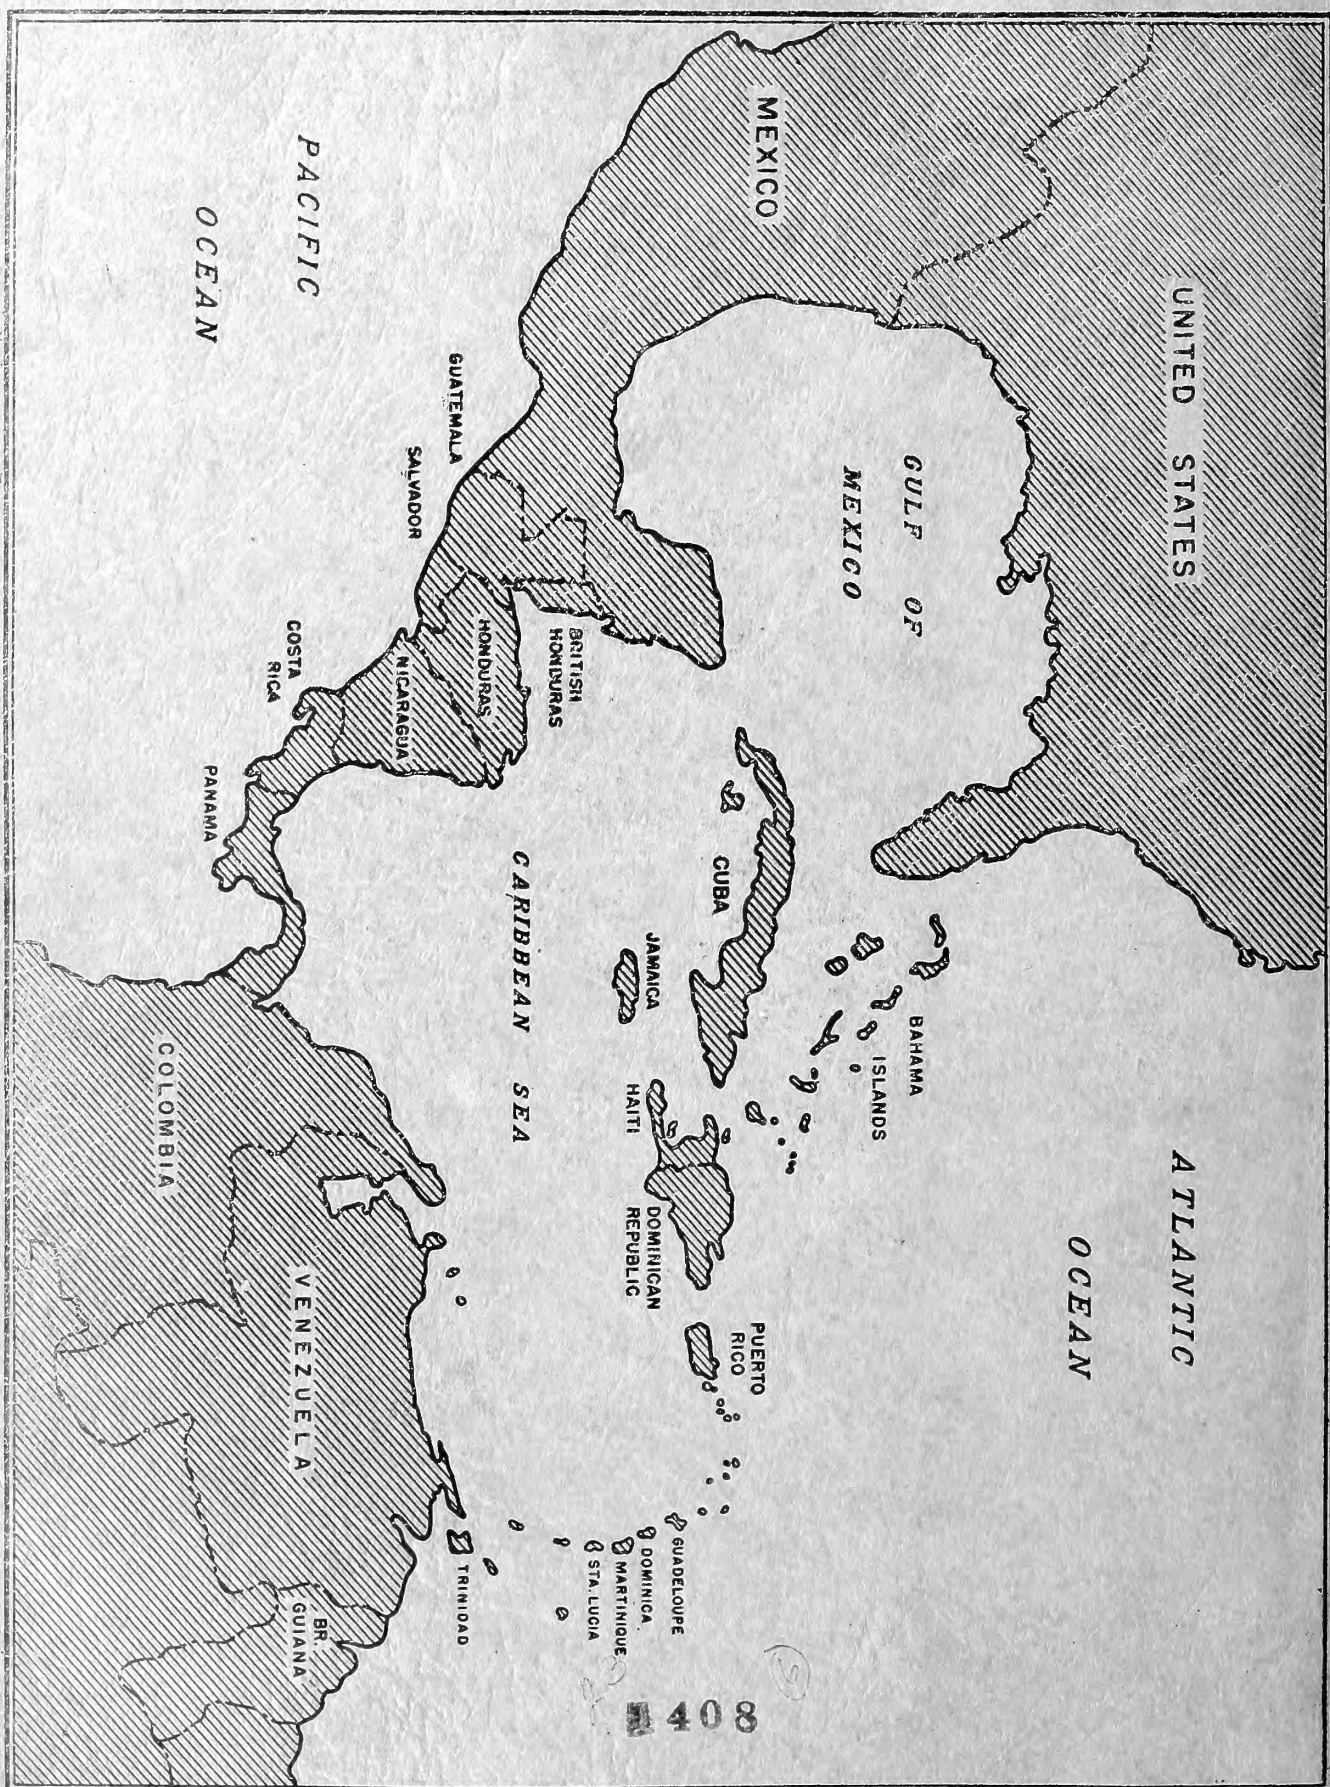 UNITED STATES
MEXICO
GULF OF
MEXICO
ATLANTIC
OCEAN
BAHAMA
ISLANDS
CUBA
JAMAICA
HAITI
DOMINICAN
REPUBLIC
PUERTO
RICO
GUADELOUPE
DOMINICA
MARTINIQUE
STA. LUCIA
TRINIDAD
CARIBBEAN SEA
BRITISH
HONDURAS
HONDURAS
GUATEMALA
SALVADOR
NICARAGUA
COSTA
RICA
PANAMA
PACIFIC
OCEAN
COLOMBIA
VENEZUELA
BR.
GUIANA
408